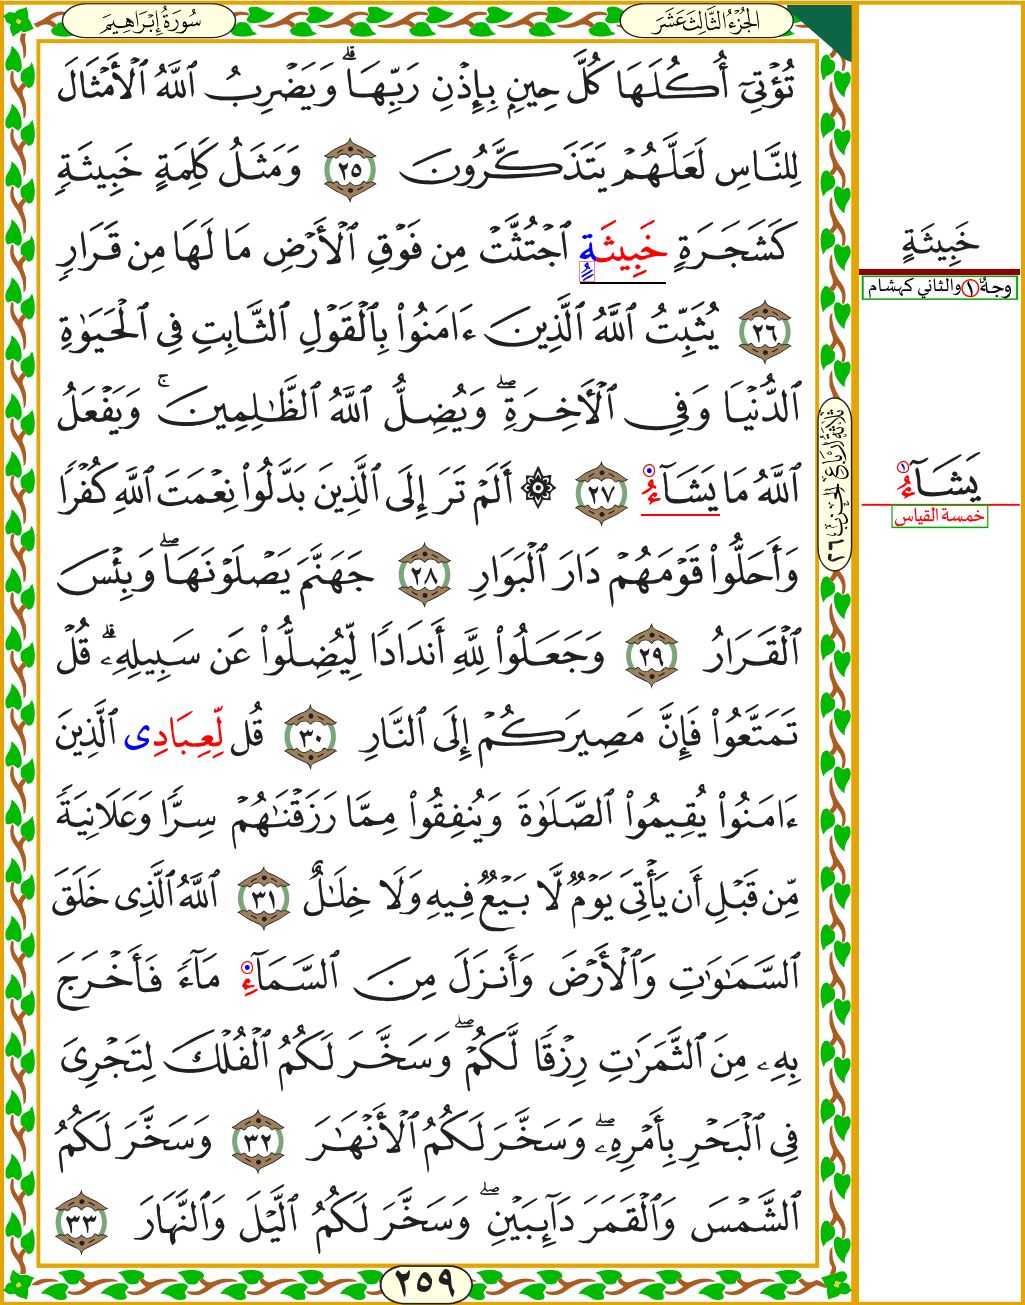 سُورَةُ إِبْرَاهِيمَ
الجُزْءُ الثَّالِثَ عَشَرَ
تُؤْتِىٓ أُكُلَهَا كُلَّ حِينٍۭ بِإِذْنِ رَبِّهَاۗ وَيَضْرِبُ ٱللَّهُ ٱلْأَمْثَالَ
لِلنَّاسِ لَعَلَّهُمْ يَتَذَكَّرُونَ ٢٥ وَمَثَلُ كَلِمَةٍ خَبِيثَةٍ
كَشَجَرَةٍ خَبِيثَةٍ ٱجْتُثَّتْ مِن فَوْقِ ٱلْأَرْضِ مَا لَهَا مِن قَرَارٍ
٢٦ يُثَبِّتُ ٱللَّهُ ٱلَّذِينَ ءَامَنُوا۟ بِٱلْقَوْلِ ٱلثَّابِتِ فِى ٱلْحَيَوٰةِ
ٱلدُّنْيَا وَفِى ٱلْأَخِرَةِۖ وَيُضِلُّ ٱللَّهُ ٱلظَّٰلِمِينَۚ وَيَفْعَلُ
ٱللَّهُ مَا يَشَآءُ ٢٧ ۞ أَلَمْ تَرَ إِلَى ٱلَّذِينَ بَدَّلُوا۟ نِعْمَتَ ٱللَّهِ كُفْرًا
وَأَحَلُّوا۟ قَوْمَهُمْ دَارَ ٱلْبَوَارِ ٢٨ جَهَنَّمَ يَصْلَوْنَهَاۖ وَبِئْسَ
ٱلْقَرَارُ ٢٩ وَجَعَلُوا۟ لِلَّهِ أَندَادًا لِّيُضِلُّوا۟ عَن سَبِيلِهِۦۗ قُلْ
تَمَتَّعُوا۟ فَإِنَّ مَصِيرَكُمْ إِلَى ٱلنَّارِ ٣٠ قُل لِّعِبَادِى ٱلَّذِينَ
ءَامَنُوا۟ يُقِيمُوا۟ ٱلصَّلَوٰةَ وَيُنفِقُوا۟ مِمَّا رَزَقْنَٰهُمْ سِرًّا وَعَلَانِيَةً
مِّن قَبْلِ أَن يَأْتِىَ يَوْمٌ لَّا بَيْعٌ فِيهِ وَلَا خِلَٰلٌ ٣١ ٱللَّهُ ٱلَّذِى خَلَقَ
ٱلسَّمَٰوَٰتِ وَٱلْأَرْضَ وَأَنزَلَ مِنَ ٱلسَّمَآءِ مَآءً فَأَخْرَجَ
بِهِۦ مِنَ ٱلثَّمَرَٰتِ رِزْقًا لَّكُمْۖ وَسَخَّرَ لَكُمُ ٱلْفُلْكَ لِتَجْرِىَ
فِى ٱلْبَحْرِ بِأَمْرِهِۦۖ وَسَخَّرَ لَكُمُ ٱلْأَنْهَٰرَ ٣٢ وَسَخَّرَ لَكُمُ
ٱلشَّمْسَ وَٱلْقَمَرَ دَآئِبَيْنِۖ وَسَخَّرَ لَكُمُ ٱلَّيْلَ وَٱلنَّهَارَ ٣٣
٢٥٩
ثَلَاثَةُ أَرْبَاعِ الحِزْب ٢٦
خَبِيثَةٍ
وجهٌ ١ والثاني كهشام
يَشَآءُ ١
خمسة القياس